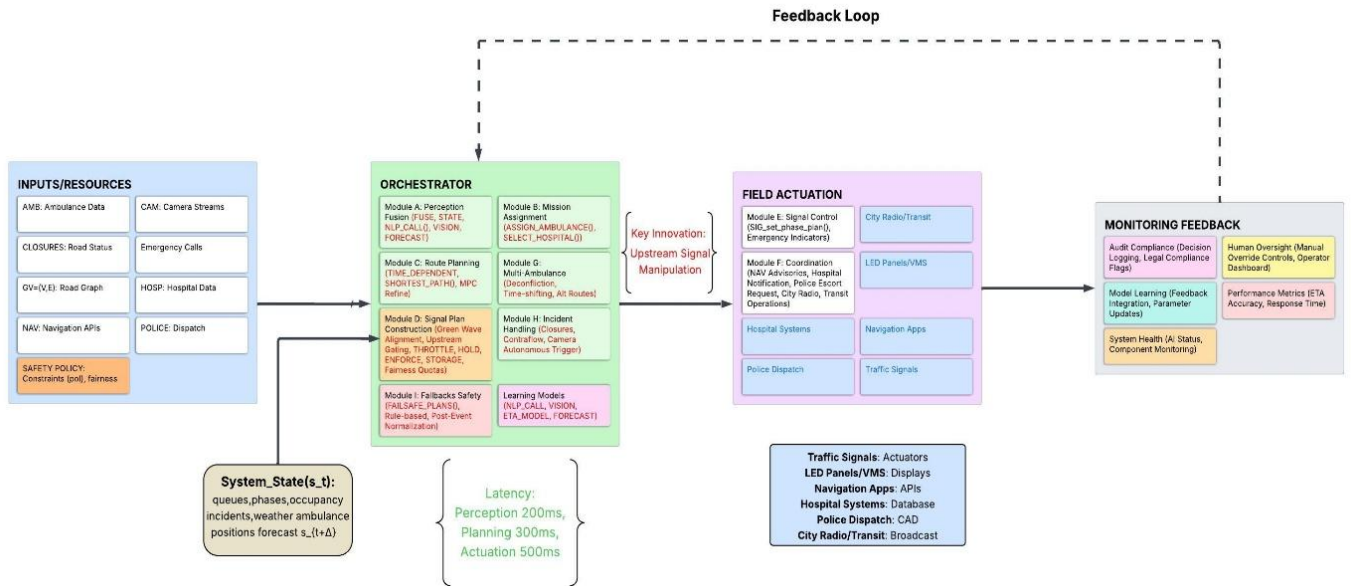 Feedback Loop
INPUTS/RESOURCES
AMB: Ambulance Data
CAM: Camera Streams
CLOSURES: Road Status
Emergency Calls
GV=(V,E): Road Graph
HOSP: Hospital Data
NAV: Navigation APIs
POLICE: Dispatch
SAFETY POLICY:
Constraints (pol), fairness
ORCHESTRATOR
Module A: Perception
Fusion (FUSE, STATE,
NLP_CALL(), VISION,
FORECAST)
Module B: Mission
Assignment
(ASSIGN_AMBULANCE(),
SELECT_HOSPITAL())
Module C: Route Planning
(TIME_DEPENDENT,
SHORTEST_PATH(), MPC
Refine)
Module G:
Multi-Ambulance
(Deconfliction,
Time-shifting, Alt Routes)
Module D: Signal Plan
Construction (Green Wave
Alignment, Upstream
Gating, THROTTLE, HOLD,
ENFORCE, STORAGE,
Fairness Quotas)
Module H: Incident
Handling (Closures,
Contraflow, Camera
Autonomous Trigger)
Module I: Fallbacks Safety
(FAILSAFE_PLANS(),
Rule-based, Post-Event
Normalization)
Learning Models
(NLP_CALL, VISION,
ETA_MODEL, FORECAST)
Key Innovation:
Upstream Signal
Manipulation
FIELD ACTUATION
Module E: Signal Control
(SIG_set_phase_plan(),
Emergency Indicators)
City Radio/Transit
Module F: Coordination
(NAV Advisories, Hospital
Notification, Police Escort
Request, City Radio, Transit
Operations)
LED Panels/VMS
Hospital Systems
Navigation Apps
Police Dispatch
Traffic Signals
MONITORING FEEDBACK
Audit Compliance (Decision
Logging, Legal Compliance
Flags)
Human Oversight (Manual
Override Controls, Operator
Dashboard)
Model Learning (Feedback
Integration, Parameter
Updates)
Performance Metrics (ETA
Accuracy, Response Time)
System Health (AI Status,
Component Monitoring)
System_State(s_t):
queues,phases,occupancy
incidents,weather ambulance
positions forecast s_{t+Δ}
Latency:
Perception 200ms,
Planning 300ms,
Actuation 500ms
Traffic Signals: Actuators
LED Panels/VMS: Displays
Navigation Apps: APIs
Hospital Systems: Database
Police Dispatch: CAD
City Radio/Transit: Broadcast